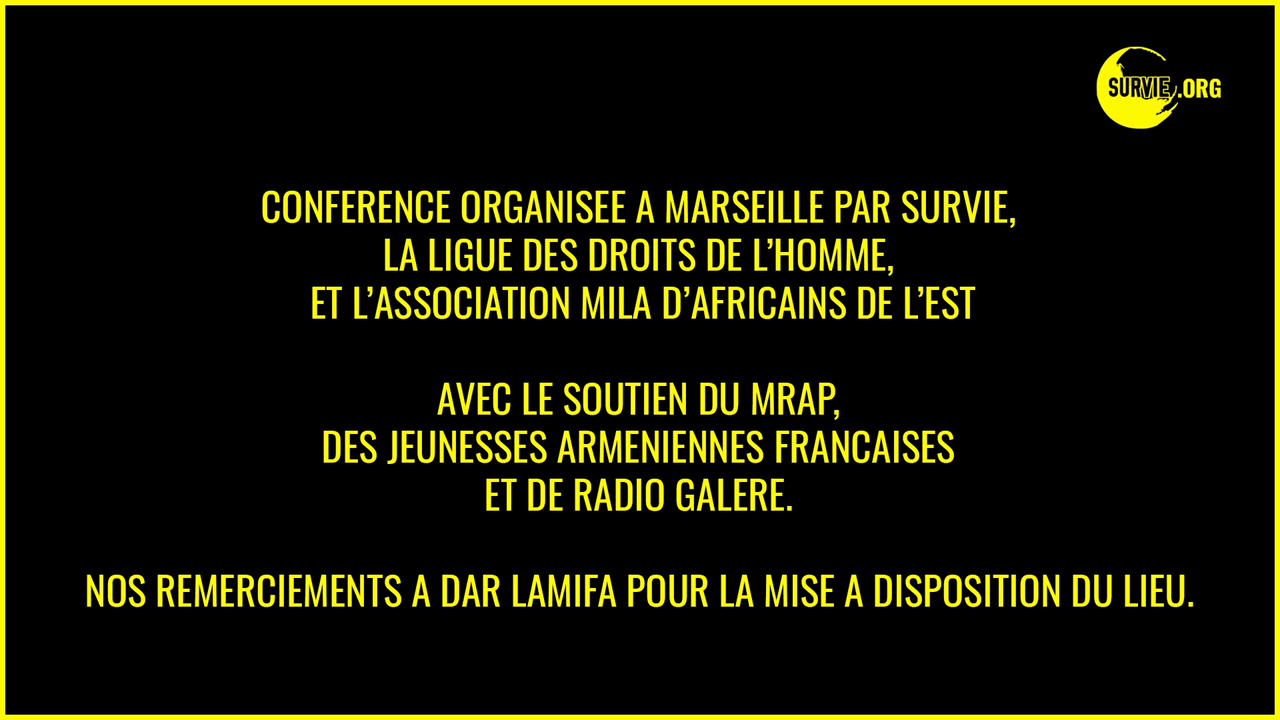 SURVIE.ORG
CONFERENCE ORGANISEE A MARSEILLE PAR SURVIE,
LA LIGUE DES DROITS DE L’HOMME,
ET L’ASSOCIATION MILA D’AFRICAINS DE L’EST
AVEC LE SOUTIEN DU MRAP,
DES JEUNESSES ARMENIENNES FRANCAISES
ET DE RADIO GALERE.
NOS REMERCIEMENTS A DAR LAMIFA POUR LA MISE A DISPOSITION DU LIEU.